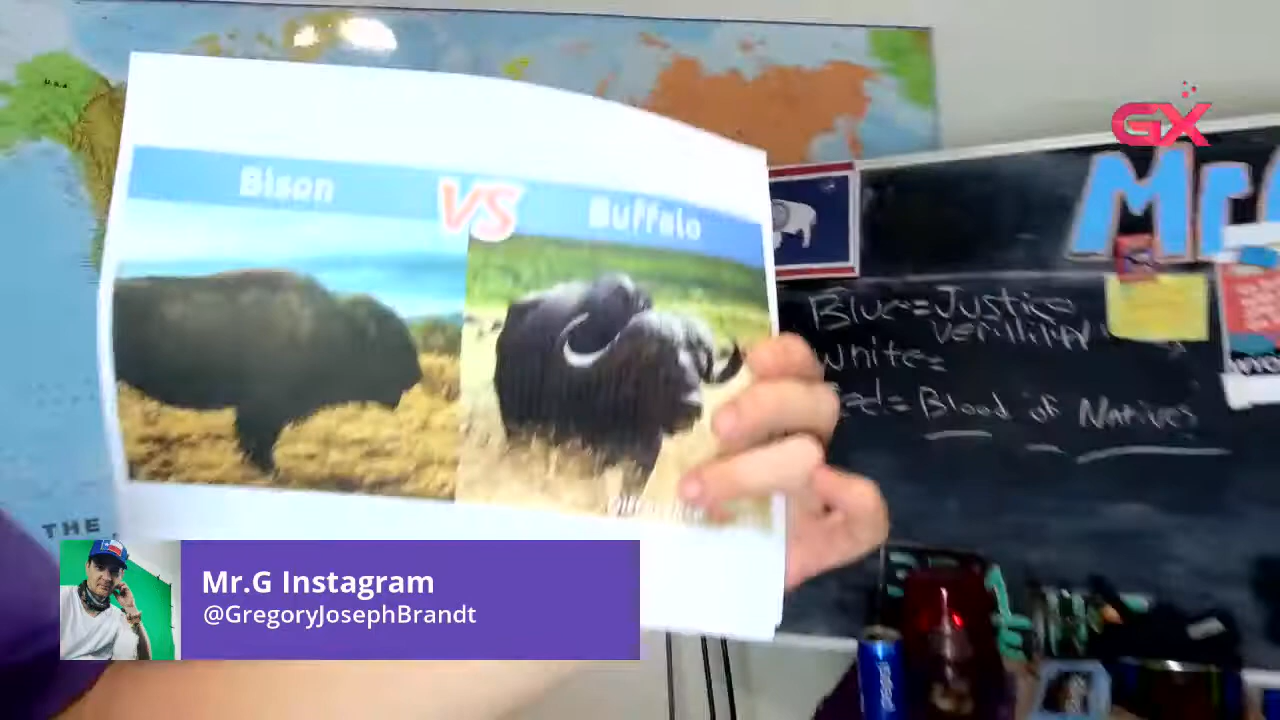 U.S.A.
GX
Bison VS Buffalo
Mr.
Blue = Justice
White =
Red = Blood of Natives
THE
Mr.G Instagram
@GregoryJosephBrandt